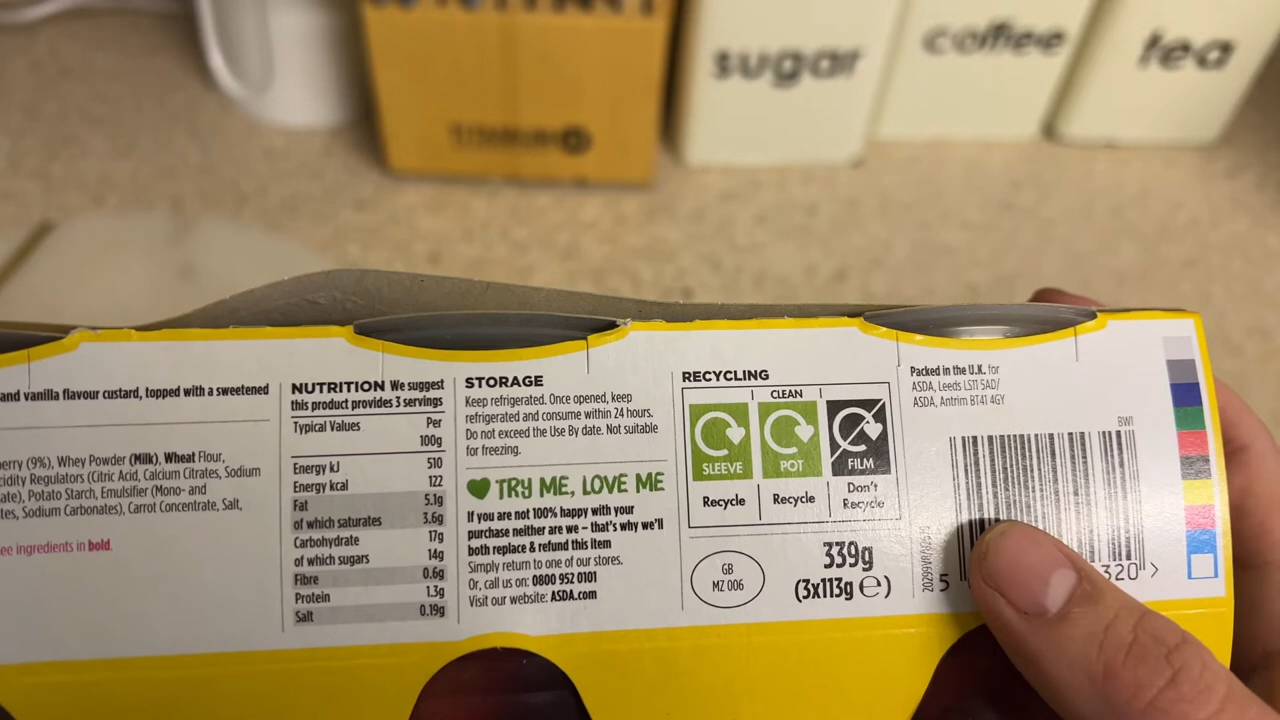 sugar
coffee
tea
TITANIUM
and vanilla flavour custard, topped with a sweetened
erry (9%), Whey Powder (Milk), Wheat Flour,
cidity Regulators (Citric Acid, Calcium Citrates, Sodium
ate), Potato Starch, Emulsifier (Mono- and
tes, Sodium Carbonates), Carrot Concentrate, Salt,
ee ingredients in bold.
NUTRITION We suggest
this product provides 3 servings
Typical Values Per
100g
Energy kJ 510
Energy kcal 122
Fat 5.1g
of which saturates 3.6g
Carbohydrate 17g
of which sugars 14g
Fibre 0.6g
Protein 1.3g
Salt 0.19g
STORAGE
Keep refrigerated. Once opened, keep
refrigerated and consume within 24 hours.
Do not exceed the Use By date. Not suitable
for freezing.
TRY ME, LOVE ME
If you are not 100% happy with your
purchase neither are we – that's why we'll
both replace & refund this item
Simply return to one of our stores.
Or, call us on: 0800 952 0101
Visit our website: ASDA.com
RECYCLING
CLEAN
SLEEVE POT FILM
Recycle Recycle Don't
Recycle
GB
MZ 006
339g
(3x113g e)
Packed in the U.K. for
ASDA, Leeds LS11 5AD/
ASDA, Antrim BT41 4GY
BWI
5 320 >